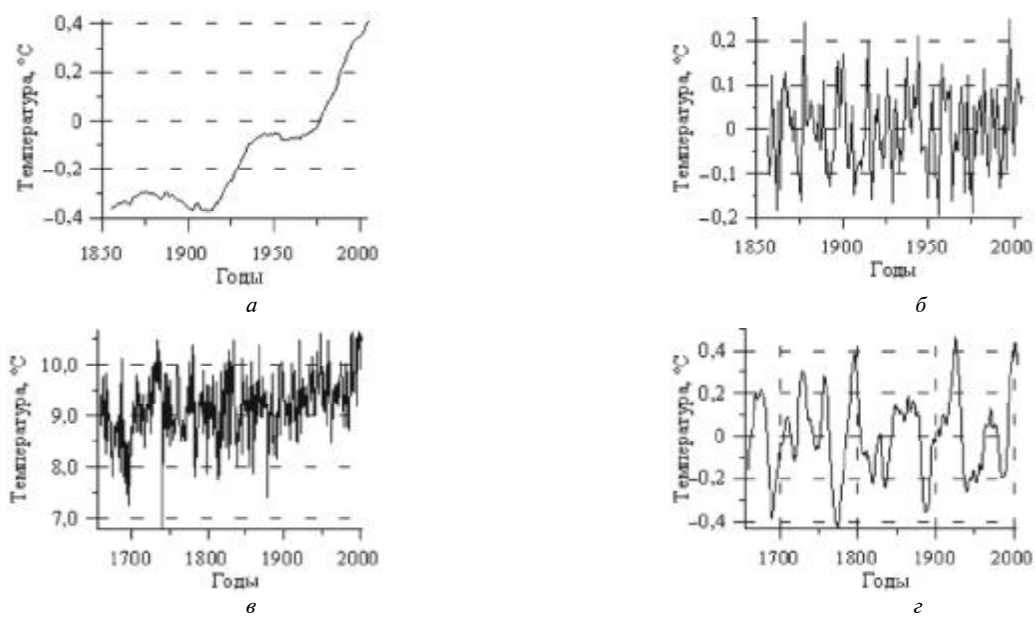 0,4
0,2
0
−0,2
−0,4
Температура, °C
1850 1900 1950 2000
Годы
а
0,2
0,1
0
−0,1
−0,2
Температура, °C
1850 1900 1950 2000
Годы
б
10,0
9,0
8,0
7,0
Температура, °C
1700 1800 1900 2000
Годы
в
0,4
0,2
0
−0,2
−0,4
Температура, °C
1700 1800 1900 2000
Годы
г